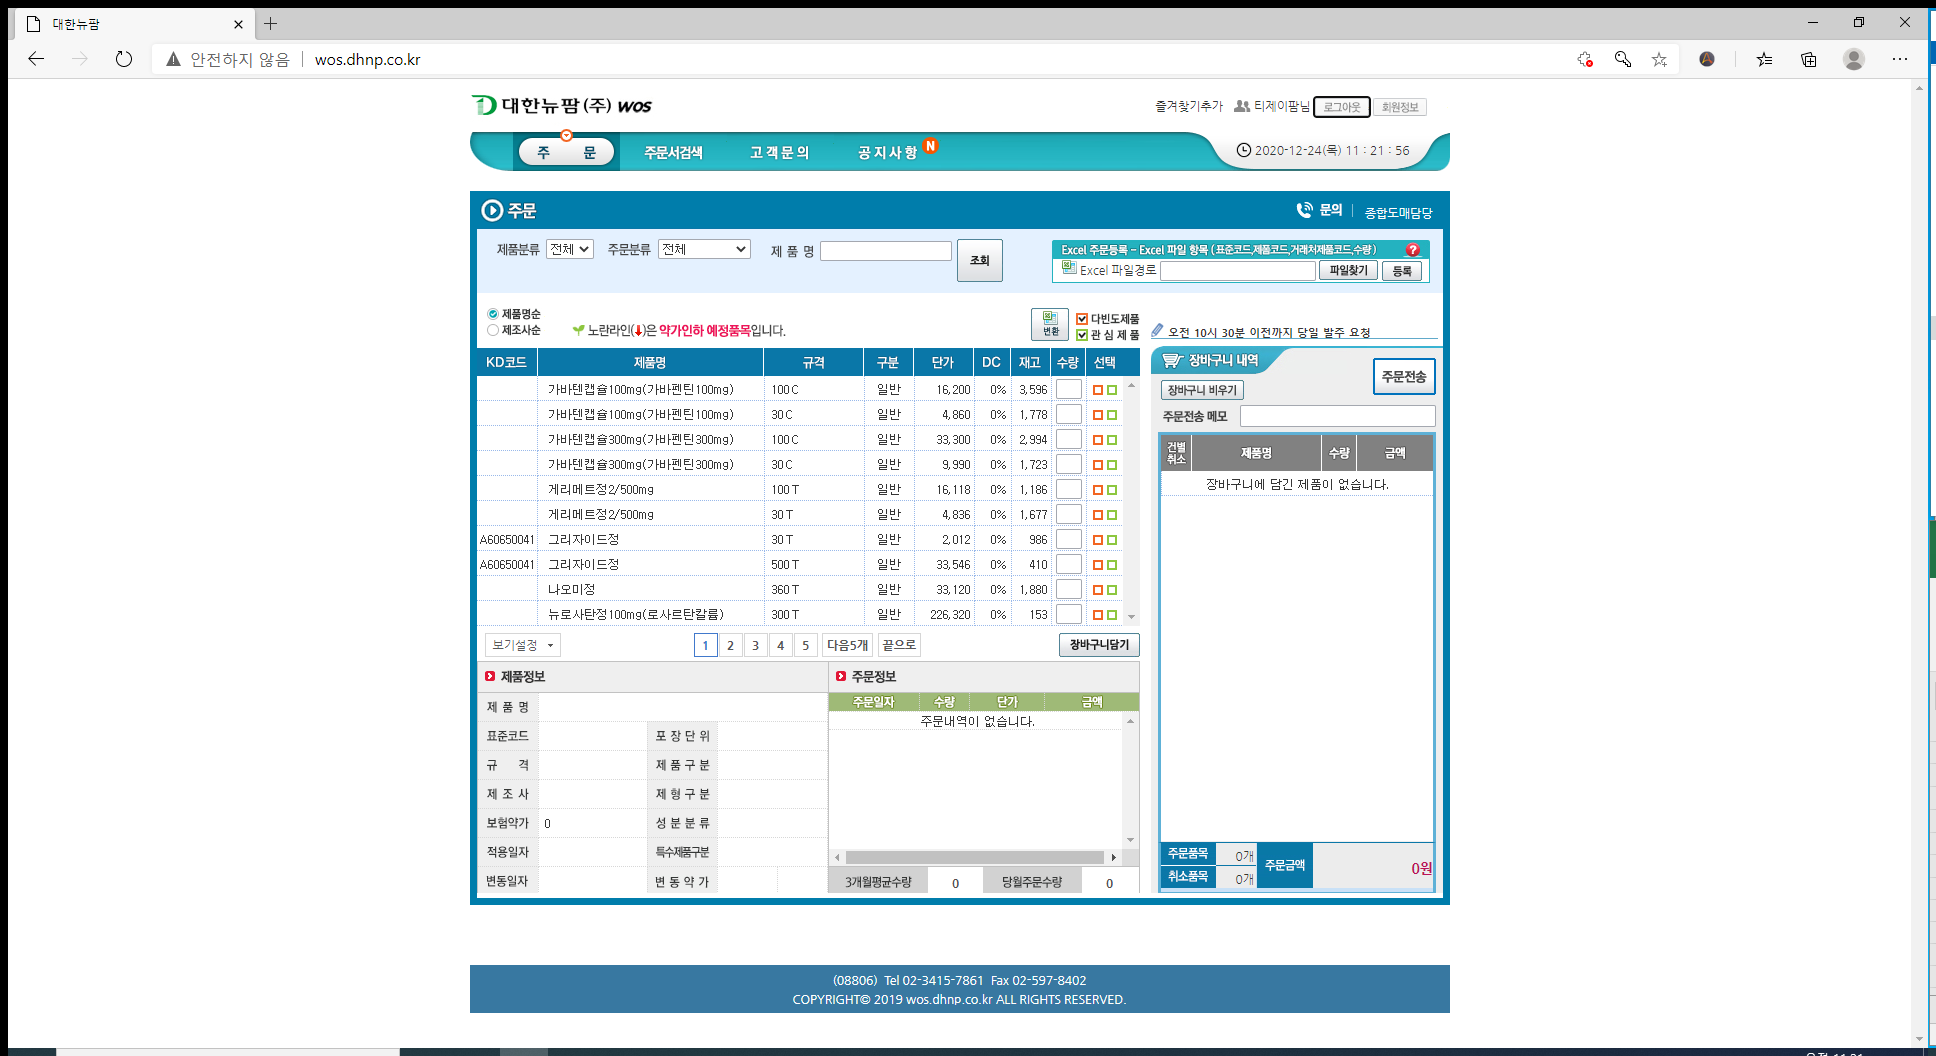 대한뉴팜
안전하지 않음 wos.dhnp.co.kr
대한뉴팜(주) wos
즐겨찾기추가 티제이팜님 로그아웃 회원정보
주 문 주문서검색 고객문의 공지사항 N
2020-12-24(목) 11 : 21 : 56
주문
문의 종합도매담당
제품분류 전체 주문분류 전체 제 품 명 조회
Excel 주문등록 - Excel 파일 항목 (표준코드,제품코드,거래처제품코드,수량) ?
Excel 파일경로 파일찾기 등록
제품명순
제조사순
노란라인(↓)은 약가인하 예정품목입니다.
변환
다빈도제품
관 심 제 품
오전 10시 30분 이전까지 당일 발주 요청
KD코드 제품명 규격 구분 단가 DC 재고 수량 선택
가바텐캡슐100mg(가바펜틴100mg) 100 C 일반 16,200 0% 3,596
가바텐캡슐100mg(가바펜틴100mg) 30 C 일반 4,860 0% 1,778
가바텐캡슐300mg(가바펜틴300mg) 100 C 일반 33,300 0% 2,994
가바텐캡슐300mg(가바펜틴300mg) 30 C 일반 9,990 0% 1,723
게리메트정2/500mg 100 T 일반 16,118 0% 1,186
게리메트정2/500mg 30 T 일반 4,836 0% 1,677
A60650041 그리자이드정 30 T 일반 2,012 0% 986
A60650041 그리자이드정 500 T 일반 33,546 0% 410
나오미정 360 T 일반 33,120 0% 1,880
뉴로사탄정100mg(로사르탄칼륨) 300 T 일반 226,320 0% 153
보기설정 1 2 3 4 5 다음5개 끝으로 장바구니담기
장바구니 내역
주문전송
장바구니 비우기
주문전송 메모
건별취소 제품명 수량 금액
장바구니에 담긴 제품이 없습니다.
주문품목 0개
취소품목 0개
주문금액 0원
제품정보
제 품 명
표준코드 포 장 단 위
규 격 제 품 구 분
제 조 사 제 형 구 분
보험약가 0 성 분 분 류
적용일자 특수제품구분
변동일자 변 동 약 가
주문정보
주문일자 수량 단가 금액
주문내역이 없습니다.
3개월평균수량 0 당월주문수량 0
(08806) Tel 02-3415-7861 Fax 02-597-8402
COPYRIGHT© 2019 wos.dhnp.co.kr ALL RIGHTS RESERVED.